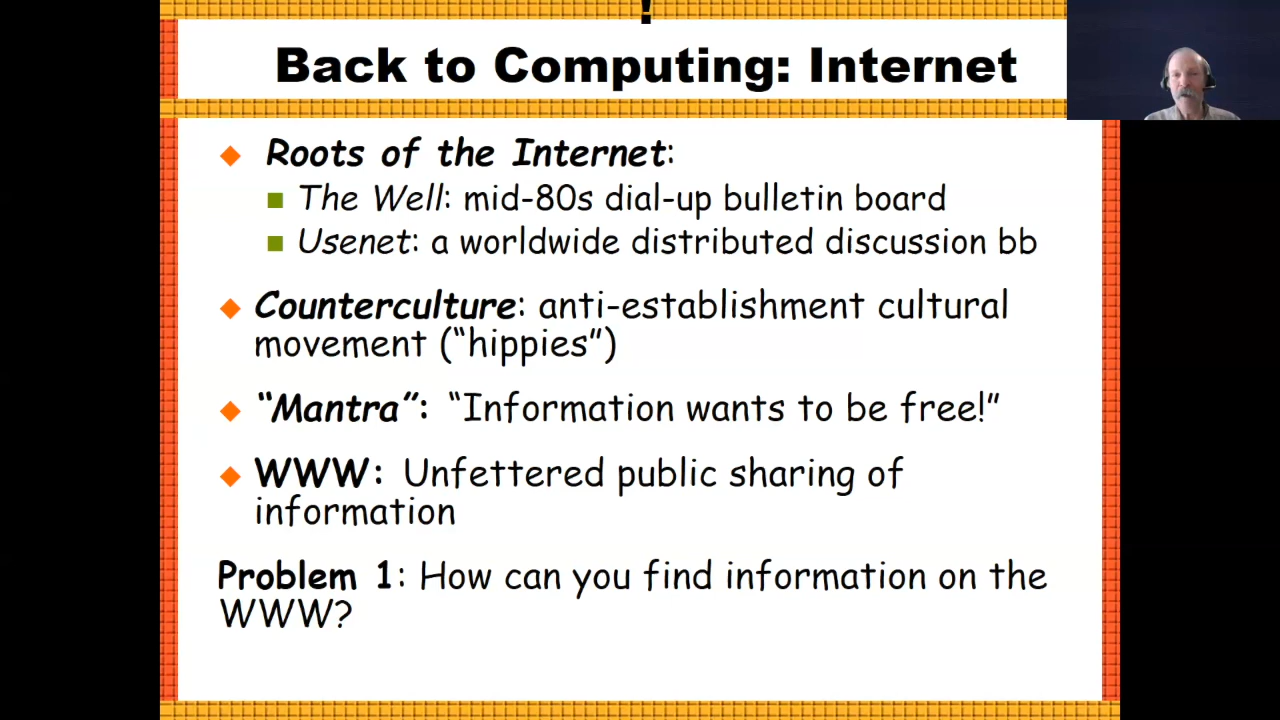 !
Back to Computing: Internet
Roots of the Internet:
The Well: mid-80s dial-up bulletin board
Usenet: a worldwide distributed discussion bb
Counterculture: anti-establishment cultural
movement (“hippies”)
“Mantra”: “Information wants to be free!”
WWW: Unfettered public sharing of
information
Problem 1: How can you find information on the
WWW?